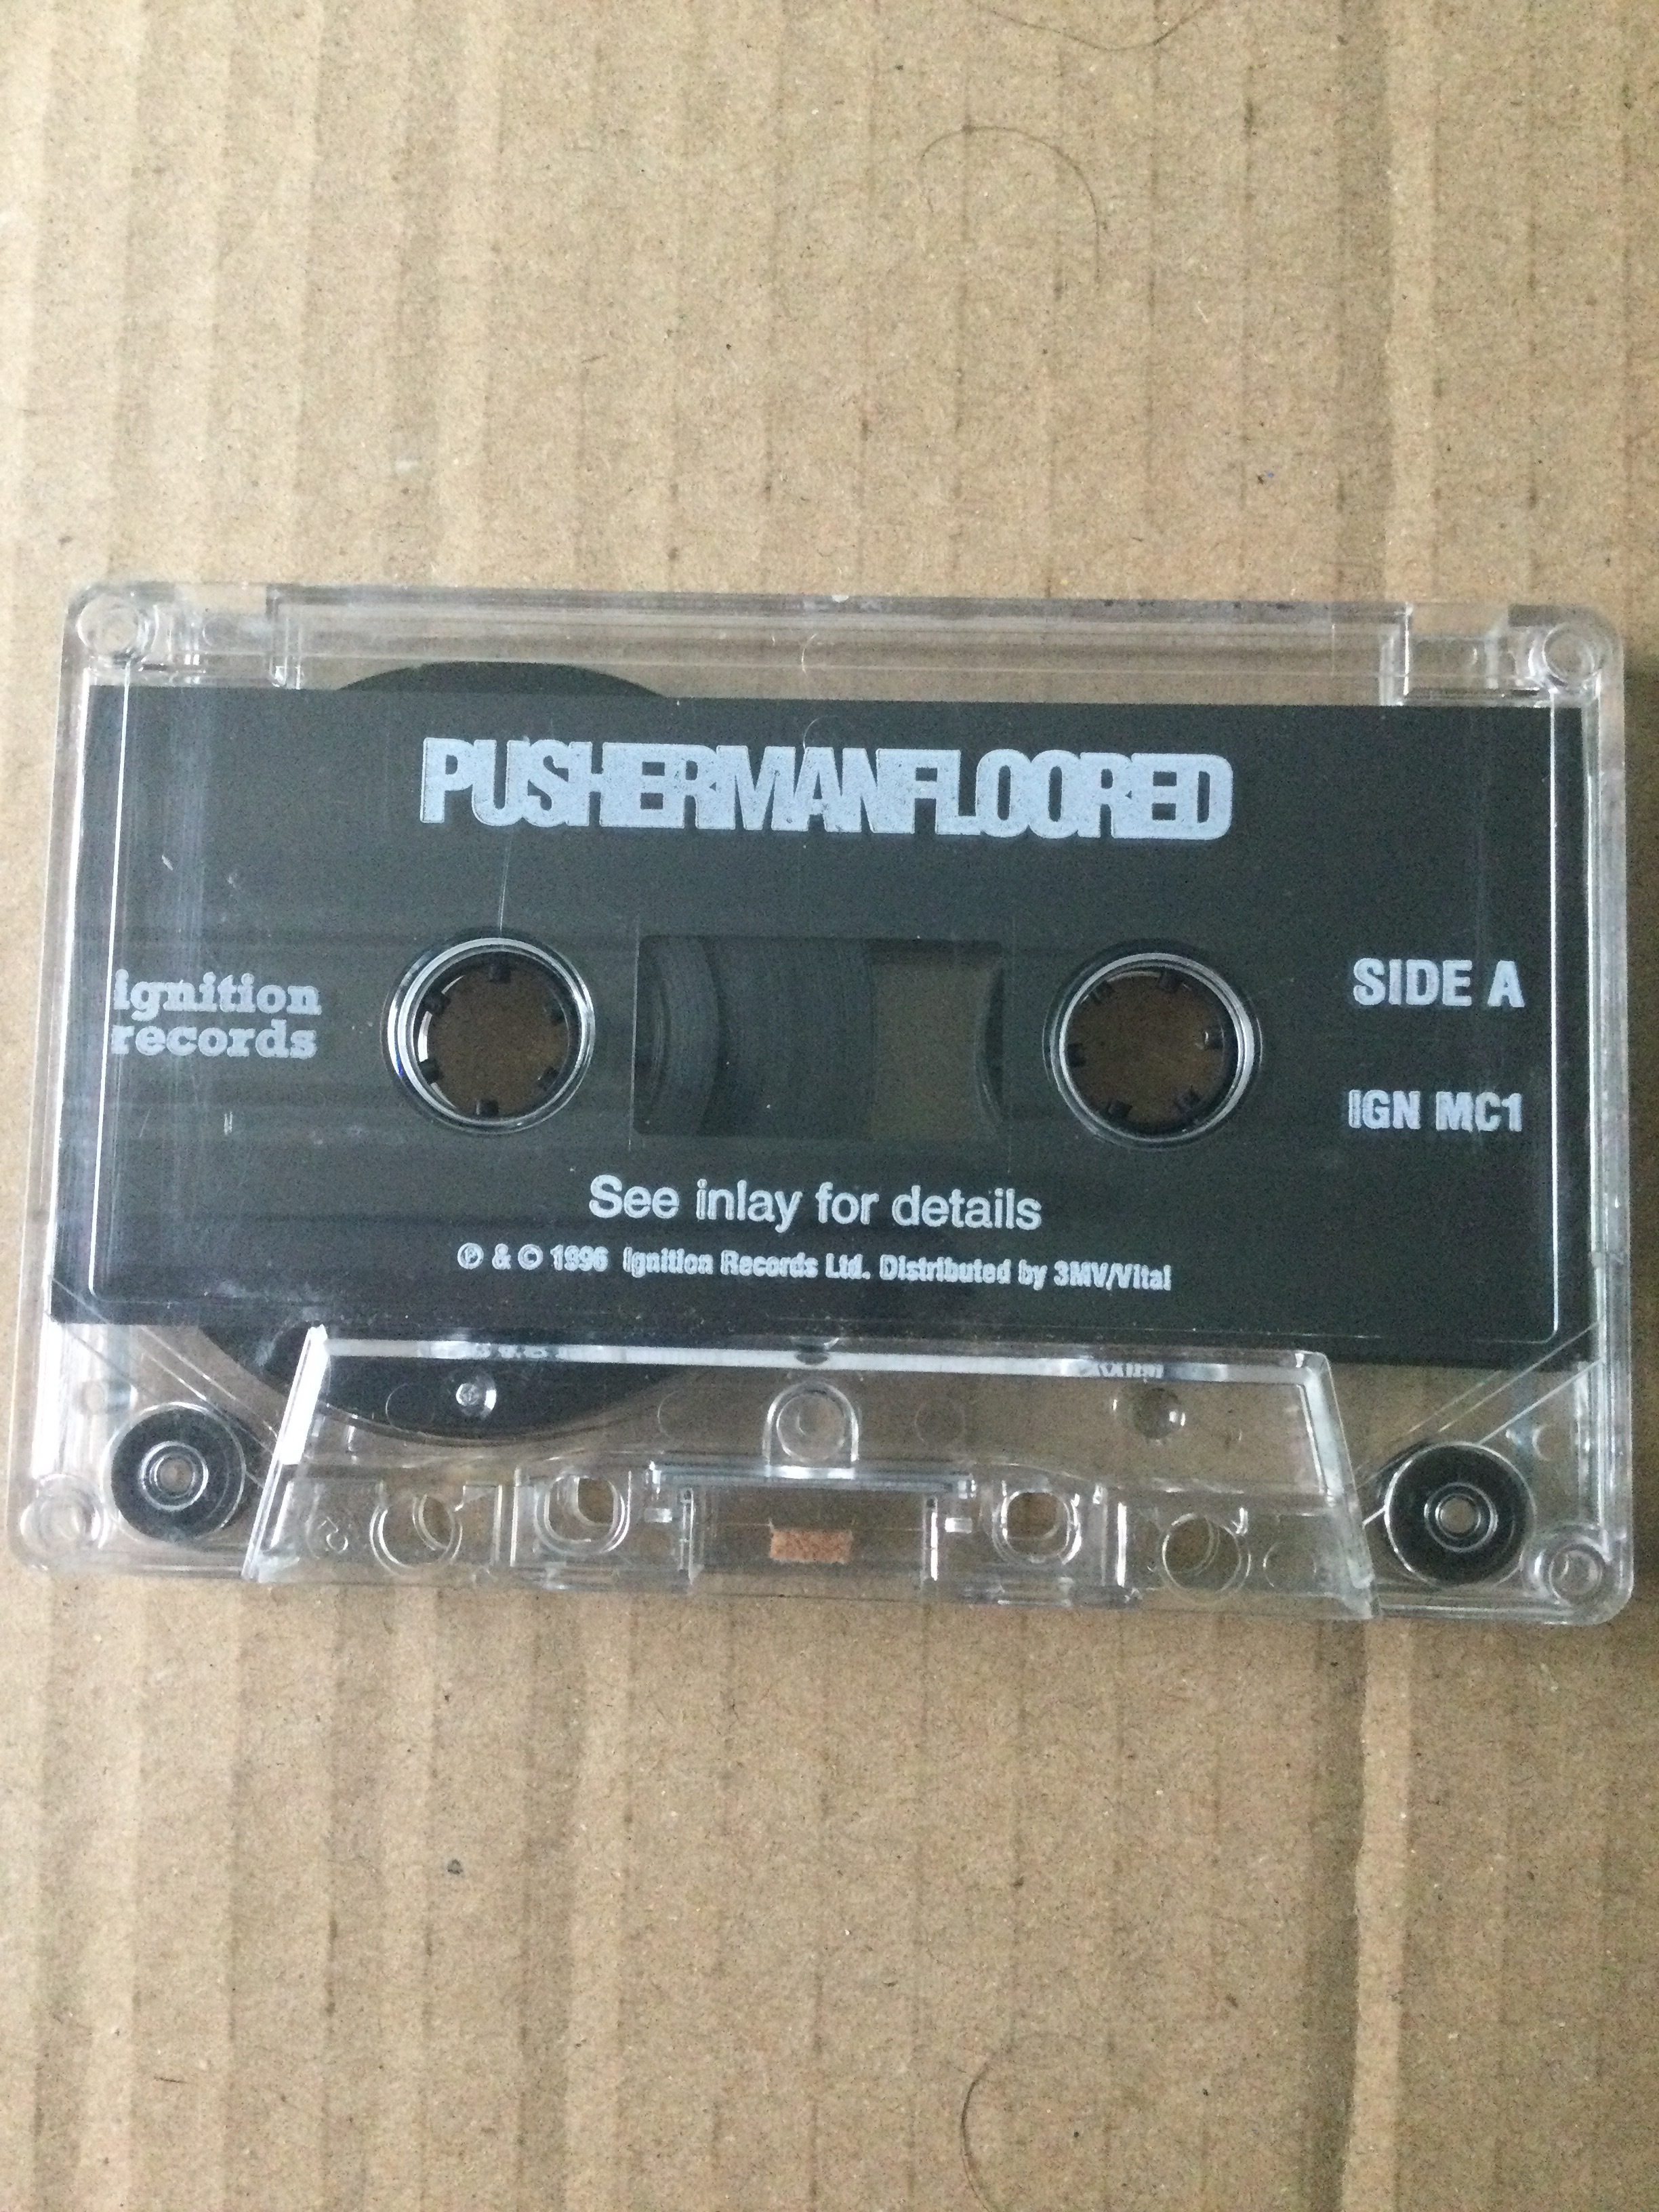 PUSHERMANFLOORED
ignition
records
SIDE A
IGN MC1
See inlay for details
℗ & © 1996 Ignition Records Ltd. Distributed by 3MV/Vital